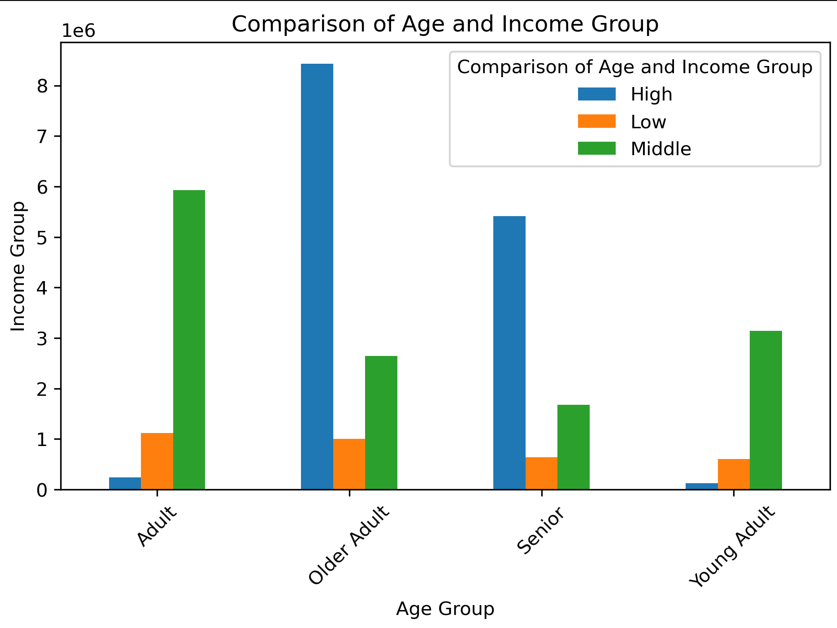 Comparison of Age and Income Group
1e6
Comparison of Age and Income Group
High
Low
Middle
8
7
6
5
4
3
2
1
0
Income Group
Adult
Older Adult
Senior
Young Adult
Age Group